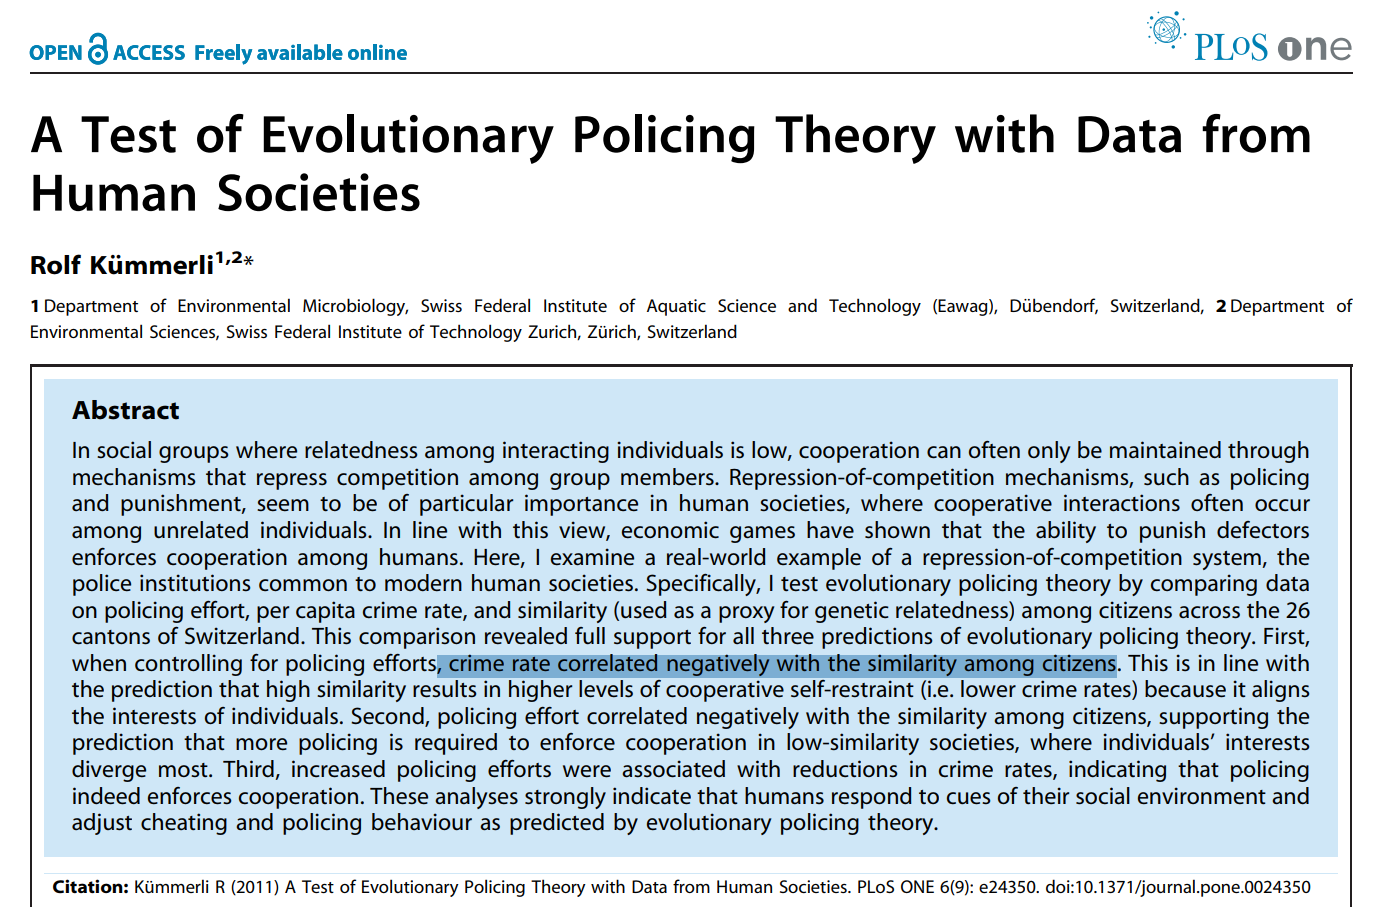 OPEN ACCESS Freely available online
PLoS one
A Test of Evolutionary Policing Theory with Data from
Human Societies
Rolf Kümmerli1,2*
1 Department of Environmental Microbiology, Swiss Federal Institute of Aquatic Science and Technology (Eawag), Dübendorf, Switzerland, 2 Department of
Environmental Sciences, Swiss Federal Institute of Technology Zurich, Zürich, Switzerland
Abstract
In social groups where relatedness among interacting individuals is low, cooperation can often only be maintained through
mechanisms that repress competition among group members. Repression-of-competition mechanisms, such as policing
and punishment, seem to be of particular importance in human societies, where cooperative interactions often occur
among unrelated individuals. In line with this view, economic games have shown that the ability to punish defectors
enforces cooperation among humans. Here, I examine a real-world example of a repression-of-competition system, the
police institutions common to modern human societies. Specifically, I test evolutionary policing theory by comparing data
on policing effort, per capita crime rate, and similarity (used as a proxy for genetic relatedness) among citizens across the 26
cantons of Switzerland. This comparison revealed full support for all three predictions of evolutionary policing theory. First,
when controlling for policing efforts, crime rate correlated negatively with the similarity among citizens. This is in line with
the prediction that high similarity results in higher levels of cooperative self-restraint (i.e. lower crime rates) because it aligns
the interests of individuals. Second, policing effort correlated negatively with the similarity among citizens, supporting the
prediction that more policing is required to enforce cooperation in low-similarity societies, where individuals' interests
diverge most. Third, increased policing efforts were associated with reductions in crime rates, indicating that policing
indeed enforces cooperation. These analyses strongly indicate that humans respond to cues of their social environment and
adjust cheating and policing behaviour as predicted by evolutionary policing theory.
Citation: Kümmerli R (2011) A Test of Evolutionary Policing Theory with Data from Human Societies. PLoS ONE 6(9): e24350. doi:10.1371/journal.pone.0024350